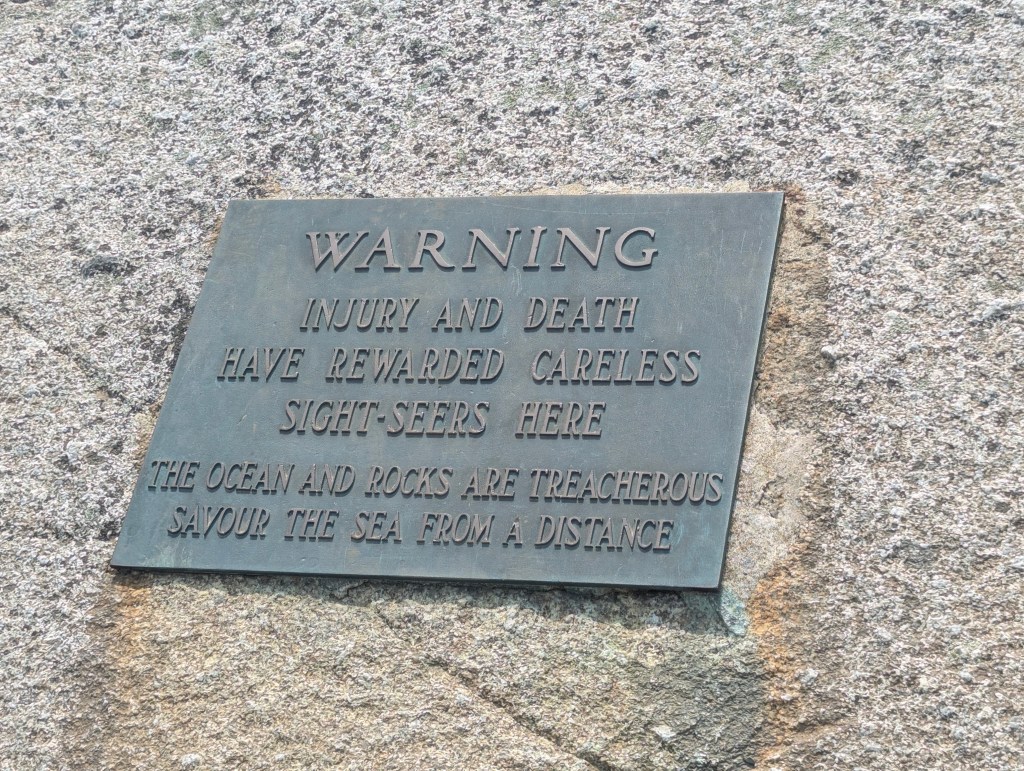 WARNING
INJURY AND DEATH
HAVE REWARDED CARELESS
SIGHT-SEERS HERE
THE OCEAN AND ROCKS ARE TREACHEROUS
SAVOUR THE SEA FROM A DISTANCE